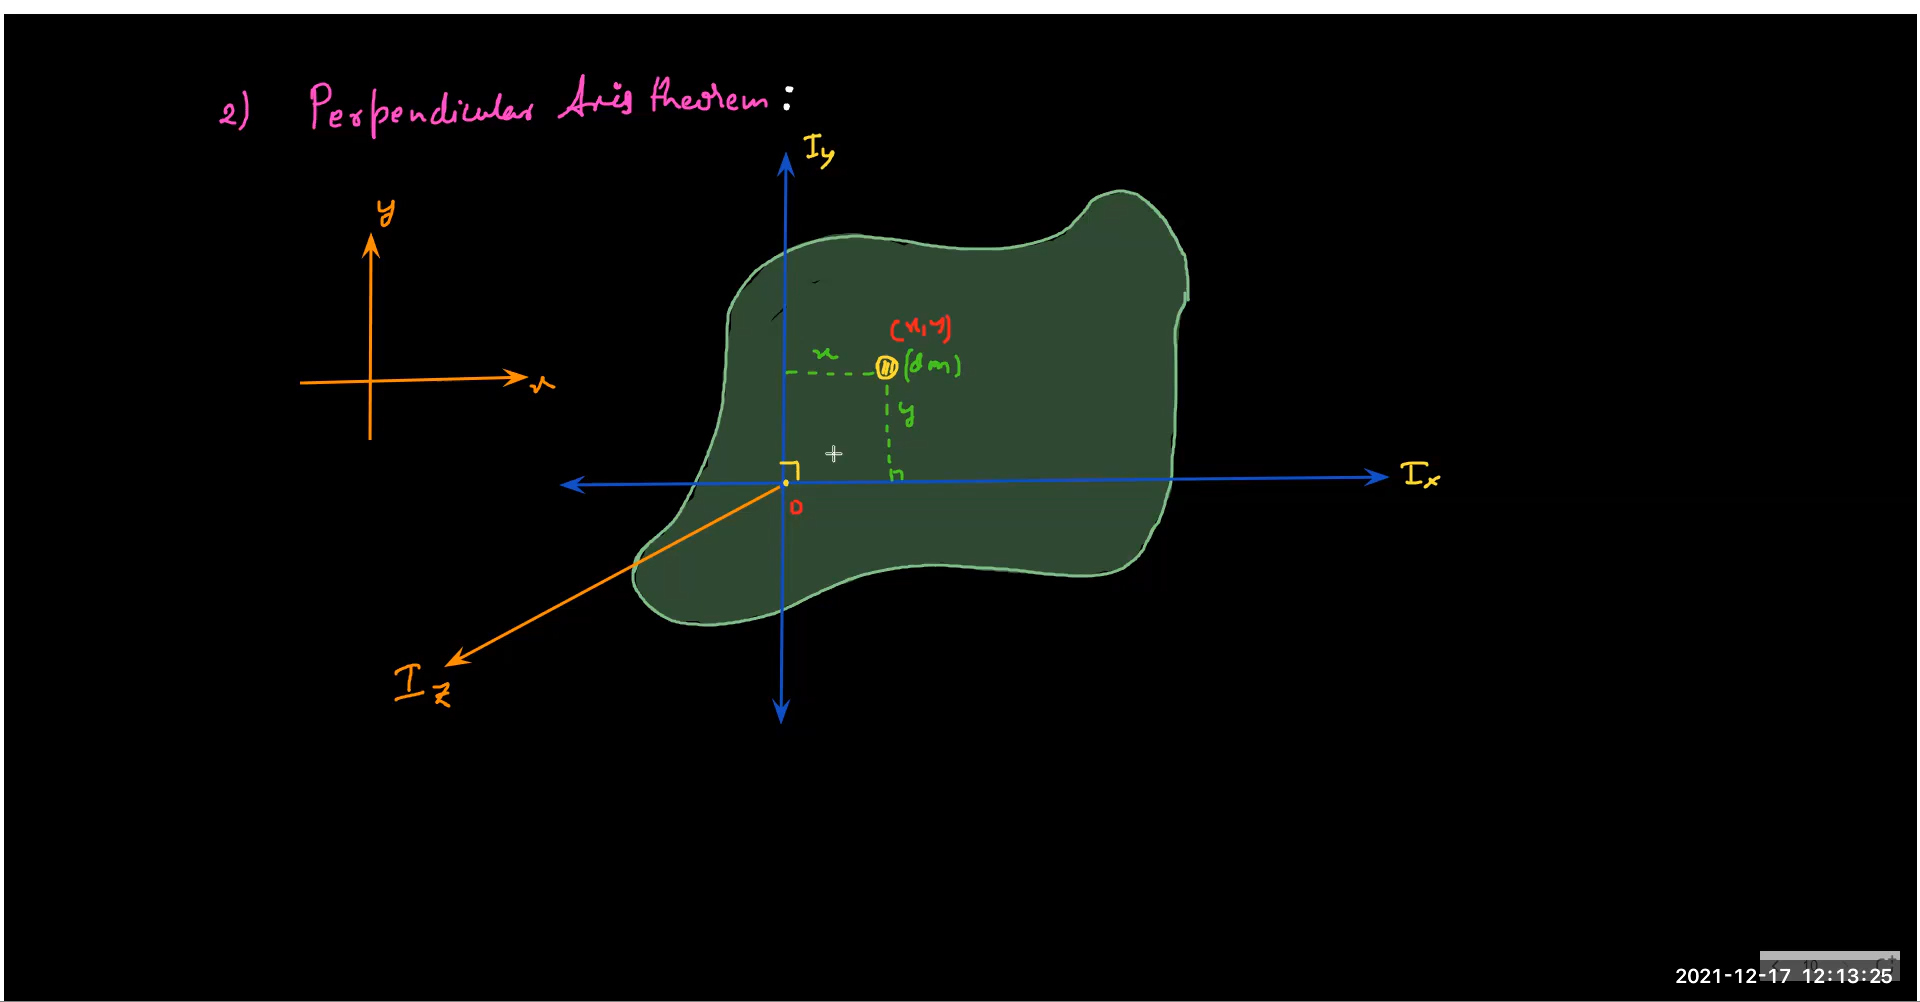 2) Perpendicular Axis theorem :
Iy
y
(x, y)
x
(dm)
y
x
Ix
O
Iz
2021-12-17 12:13:25